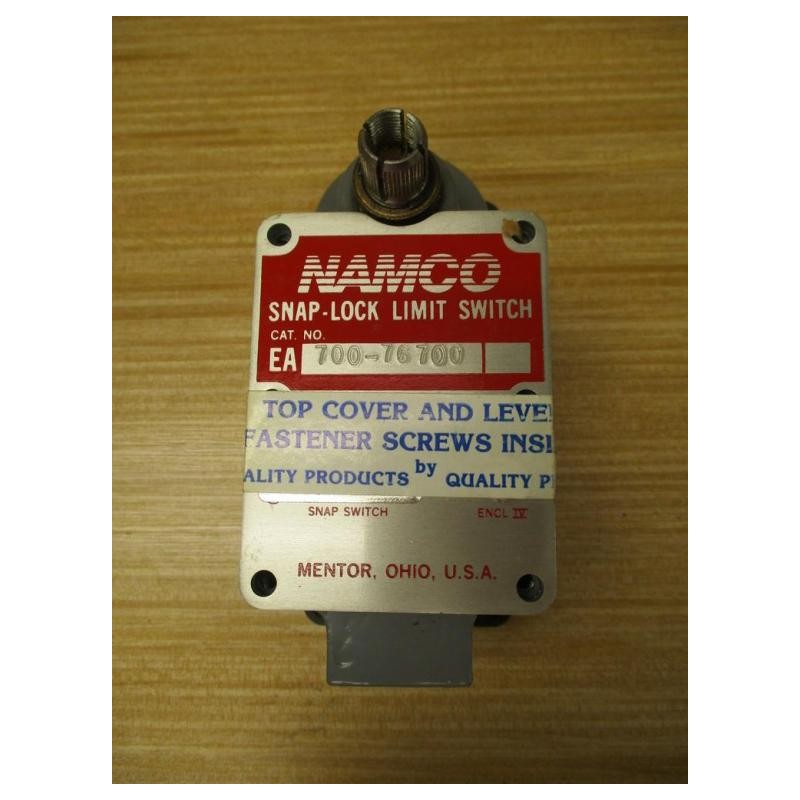 NAMCO
SNAP-LOCK LIMIT SWITCH
CAT. NO.
EA 700-76700
TOP COVER AND LEVE
FASTENER SCREWS INSI
ALITY PRODUCTS by QUALITY P
SNAP SWITCH ENCL IV
MENTOR, OHIO, U.S.A.